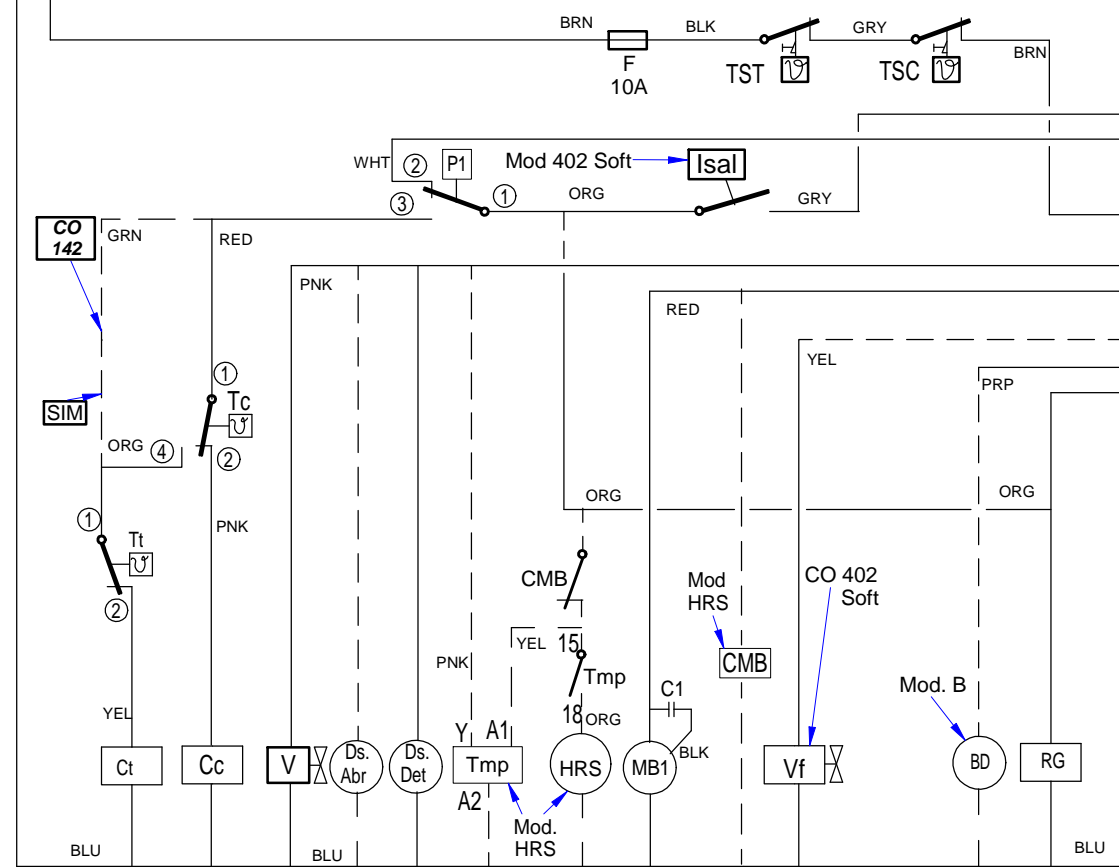 BRN
F
10A
BLK
TST
ϑ
GRY
TSC
ϑ
BRN
WHT
2
P1
3
1
Mod 402 Soft
Isal
ORG
GRY
CO
142
GRN
RED
PNK
RED
YEL
PRP
SIM
1
Tc
ϑ
ORG
4
2
ORG
ORG
1
Tt
ϑ
2
PNK
CMB
Mod
HRS
CO 402
Soft
YEL
15
PNK
Tmp
CMB
Mod. B
C1
YEL
18
ORG
BLK
Y
A1
Ct
Cc
V
Ds.
Abr
Ds.
Det
Tmp
HRS
MB1
Vf
BD
RG
A2
Mod.
HRS
BLU
BLU
BLU